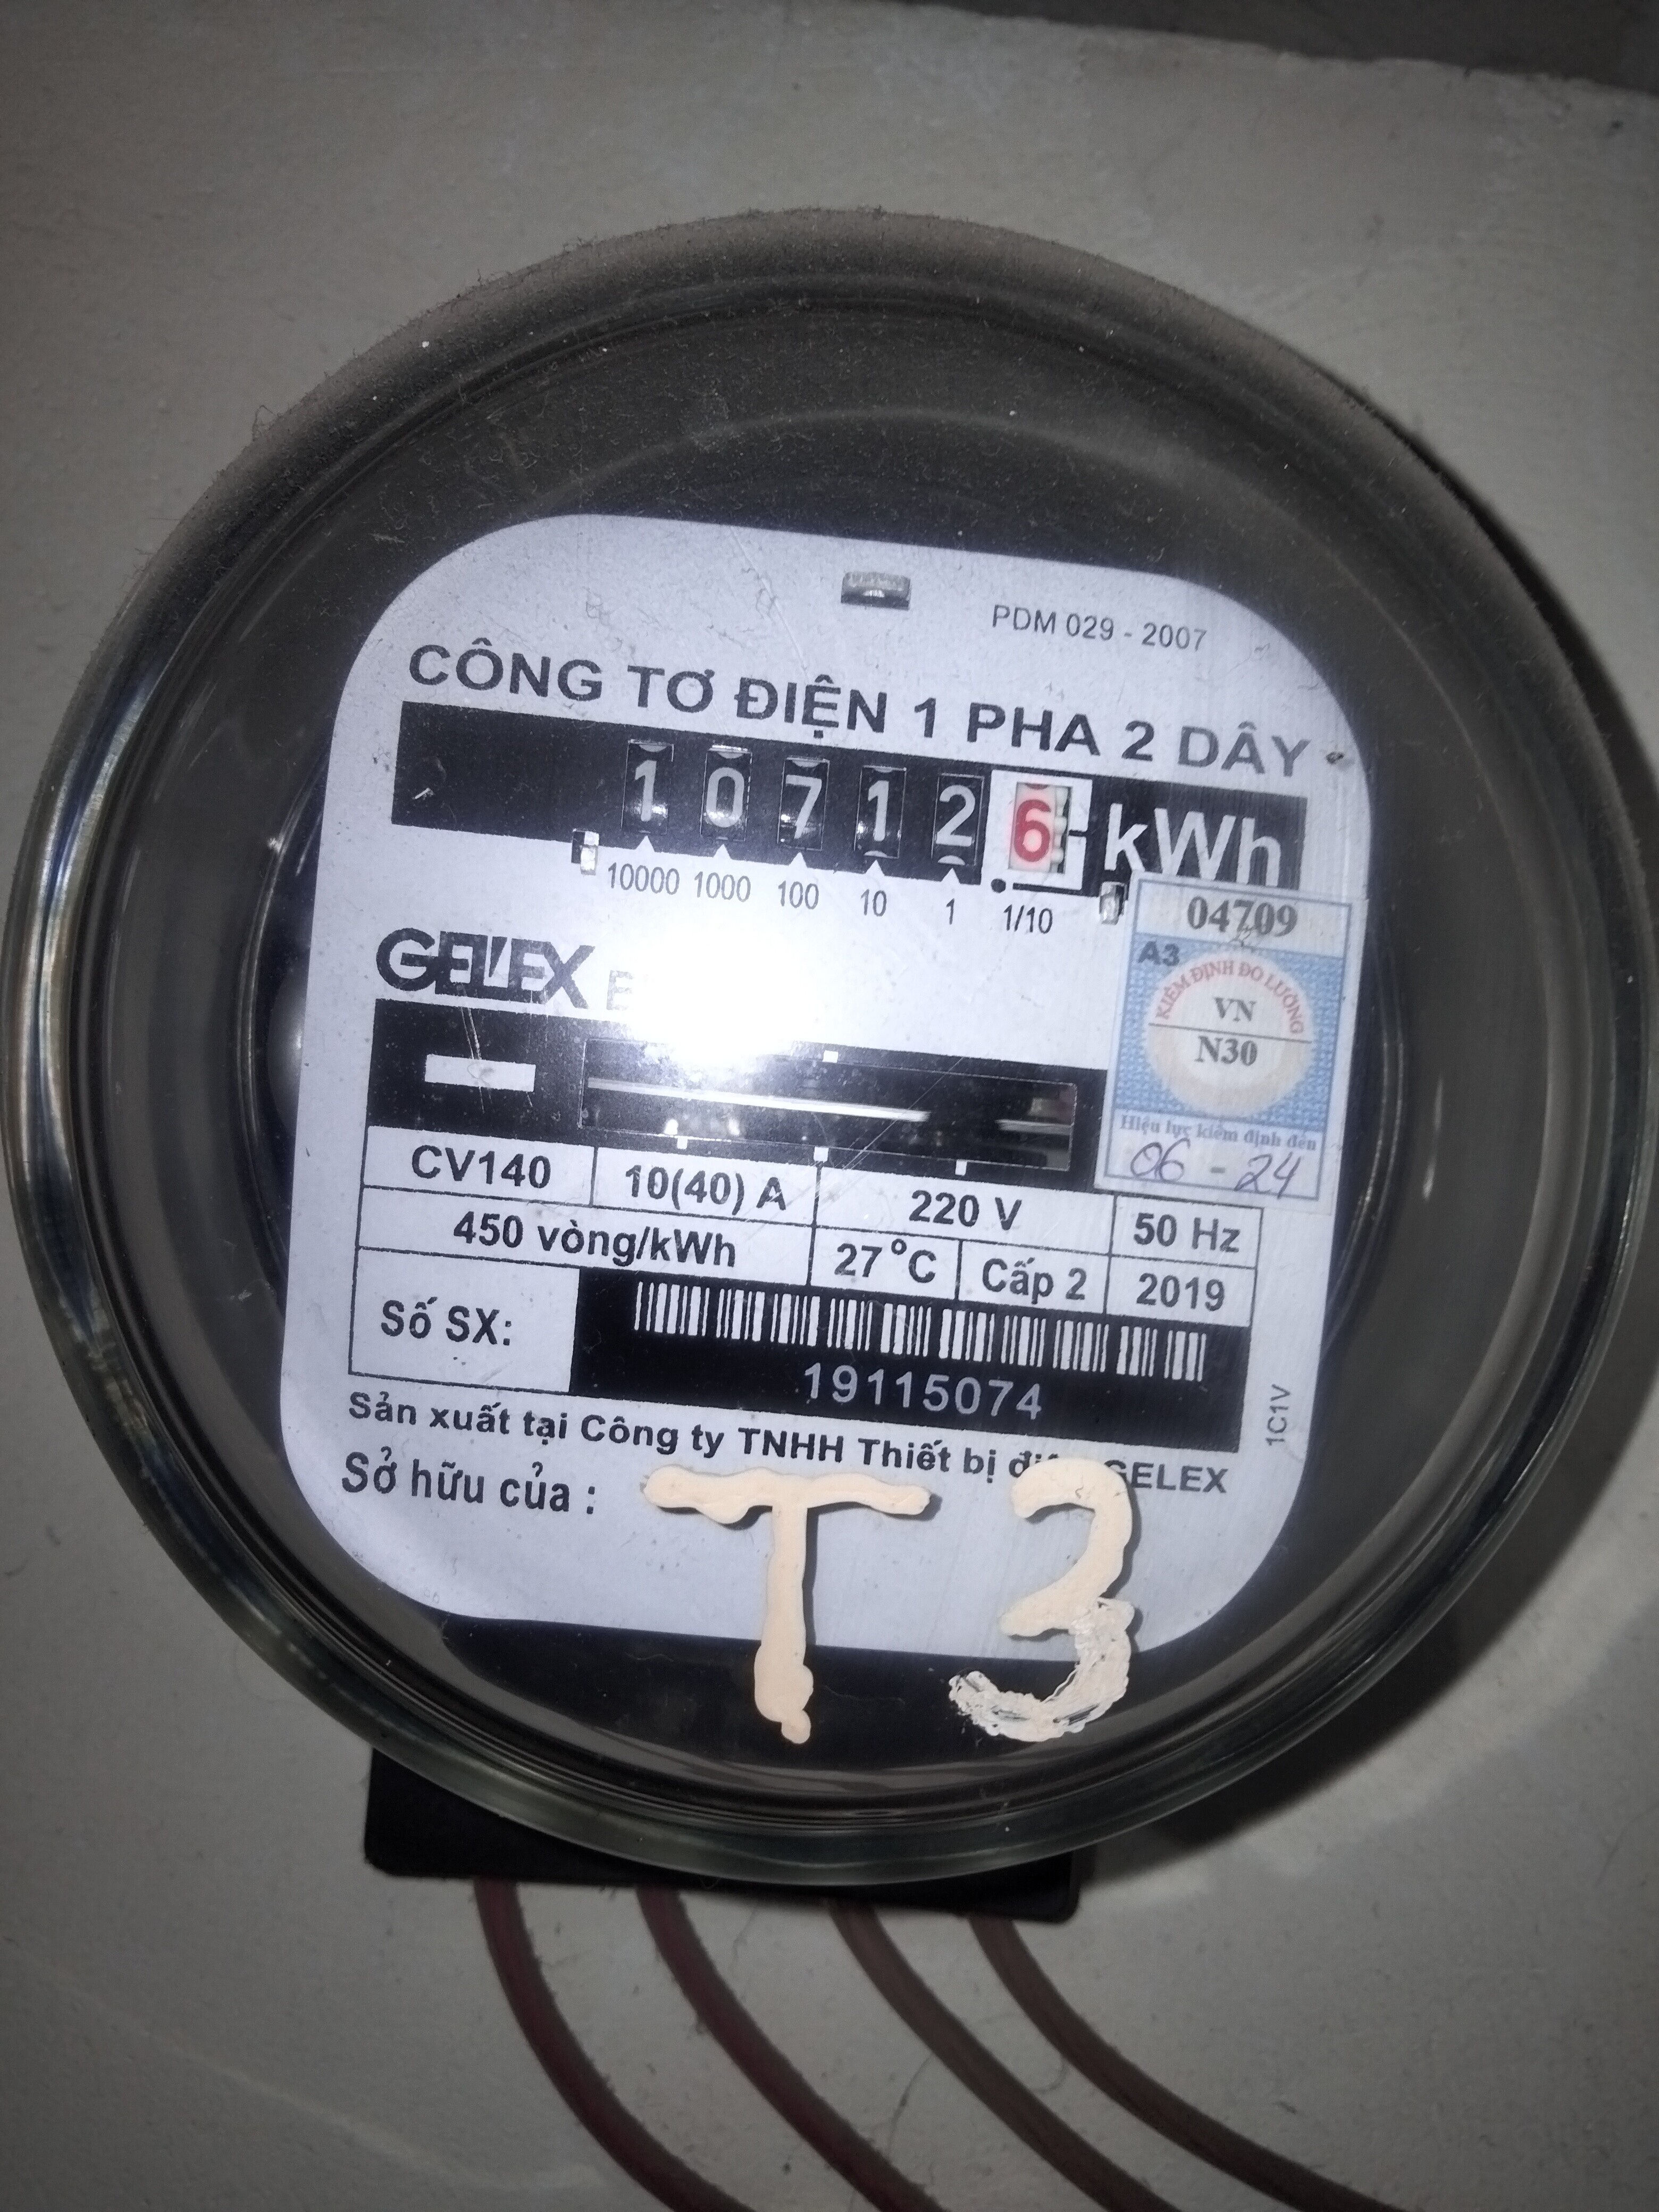 PDM 029 - 2007
CÔNG TƠ ĐIỆN 1 PHA 2 DÂY
1 0 7 1 2 6 kWh
10000 1000 100 10 1 1/10
GELEX
04709
A3
KIỂM ĐỊNH ĐO LƯỜNG
VN
N30
Hiệu lực kiểm định đến
06 - 24
CV140 10(40) A 220 V 50 Hz
450 vòng/kWh 27°C Cấp 2 2019
Số SX: 19115074
1C1V
Sản xuất tại Công ty TNHH Thiết bị GELEX
Sở hữu của : T 3